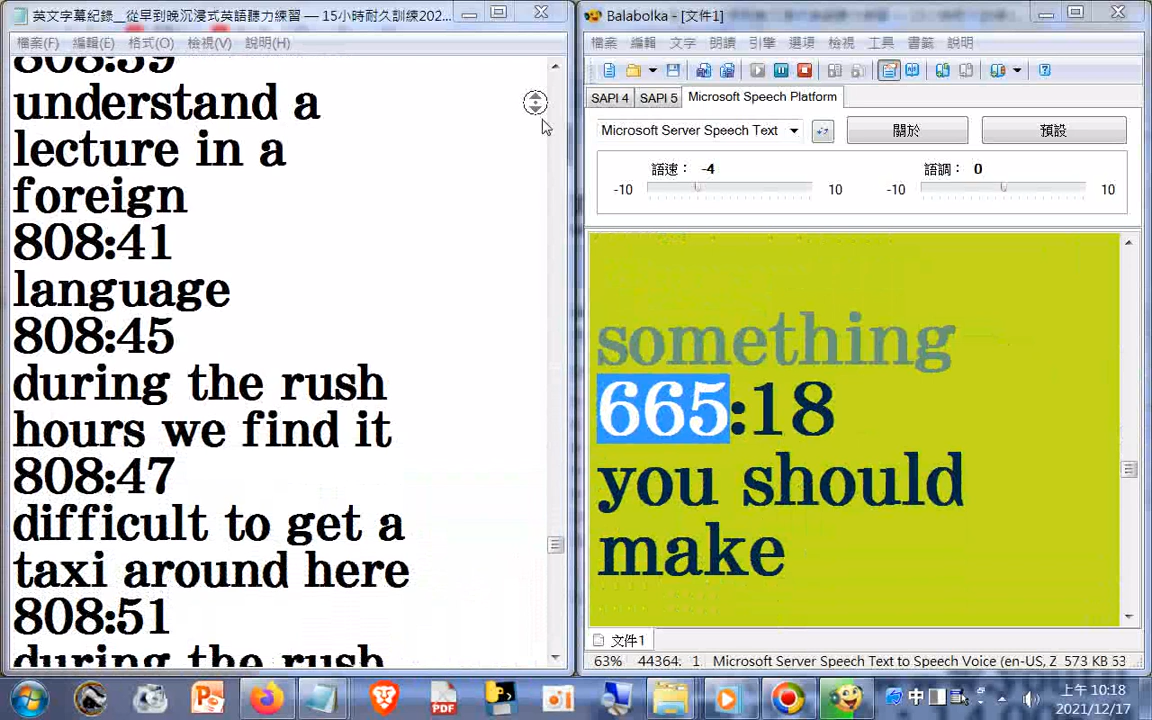 英文字幕紀錄__從早到晚沉浸式英語聽力練習 — 15小時耐久訓練202...
檔案(F) 編輯(E) 格式(O) 檢視(V) 說明(H)
808:39
understand a
lecture in a
foreign
808:41
language
808:45
during the rush
hours we find it
808:47
difficult to get a
taxi around here
808:51
during the rush
Balabolka - [文件1]
檔案 編輯 文字 朗讀 引擎 選項 檢視 工具 書籤 說明
SAPI 4 SAPI 5 Microsoft Speech Platform
Microsoft Server Speech Text 關於 預設
語速： -4 語調： 0
-10 10 -10 10
something
665:18
you should
make
文件1
63% 44364: 1 Microsoft Server Speech Text to Speech Voice (en-US, Z 573 KB 53
PDF
中
上午 10:18
2021/12/17